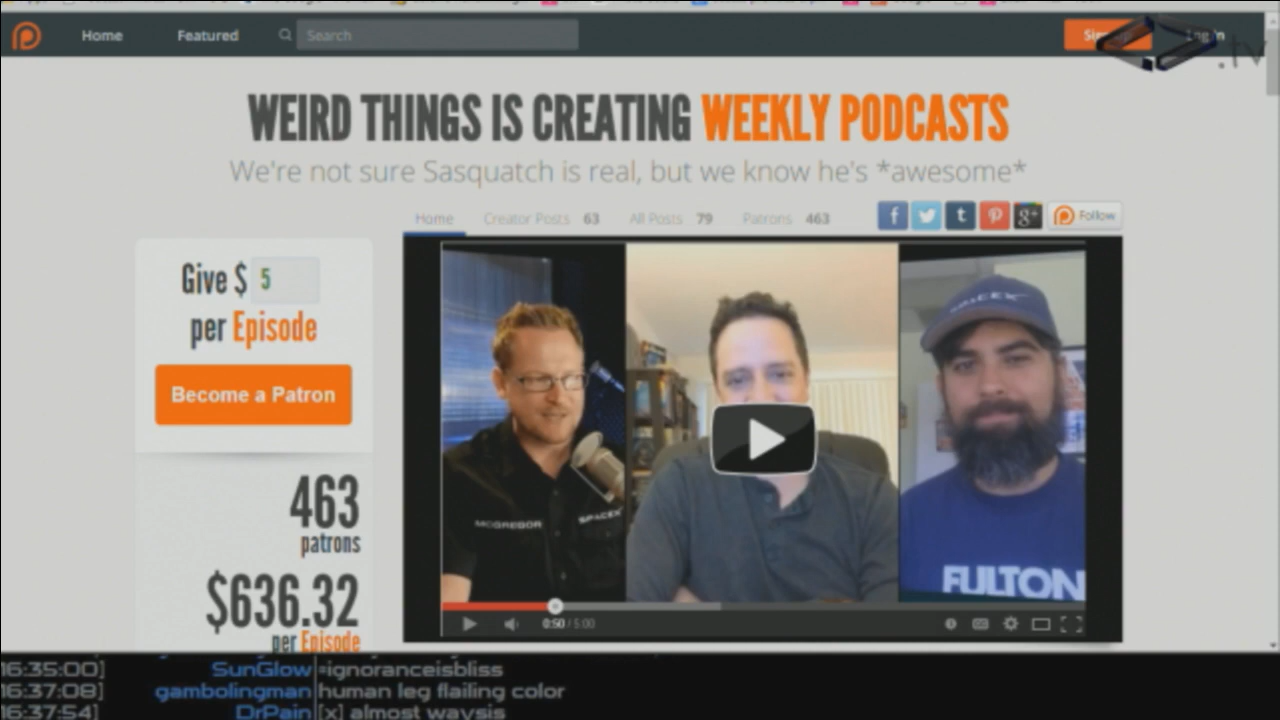 Home Featured Search Log In
.tv
WEIRD THINGS IS CREATING WEEKLY PODCASTS
We're not sure Sasquatch is real, but we know he's *awesome*
Home Creator Posts 63 All Posts 79 Patrons 463
Follow
Give $ 5
per Episode
Become a Patron
463
patrons
$636.32
per Episode
SPACEX
MCGREGOR SPACEX
FULTON
0:50 / 5:00
16:35:00] SunGlow =ignoranceisbliss
16:37:08] gambolingman human leg flailing color
16:37:54] DrPain [x] almost waysis